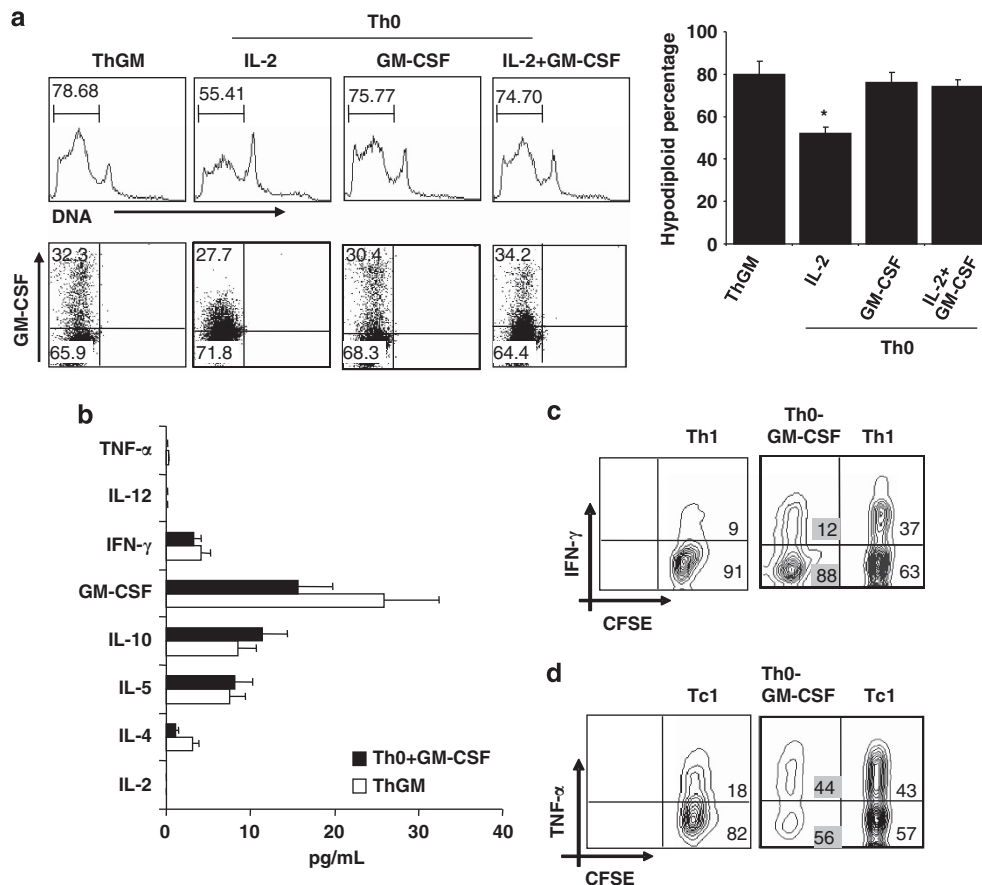 a
Th0
ThGM
IL-2
GM-CSF
IL-2+GM-CSF
78.68
55.41
75.77
74.70
DNA
GM-CSF
32.3
27.7
30.4
34.2
65.9
71.8
68.3
64.4
Hypodiploid percentage
100
80
60
40
20
0
*
ThGM
IL-2
GM-CSF
IL-2+
GM-CSF
Th0
b
TNF-α
IL-12
IFN-γ
GM-CSF
IL-10
IL-5
IL-4
IL-2
Th0+GM-CSF
ThGM
0 10 20 30 40
pg/mL
c
Th1
Th0-
GM-CSF
Th1
IFN-γ
9
12
37
91
88
63
CFSE
d
Tc1
Th0-
GM-CSF
Tc1
TNF-α
18
44
43
82
56
57
CFSE